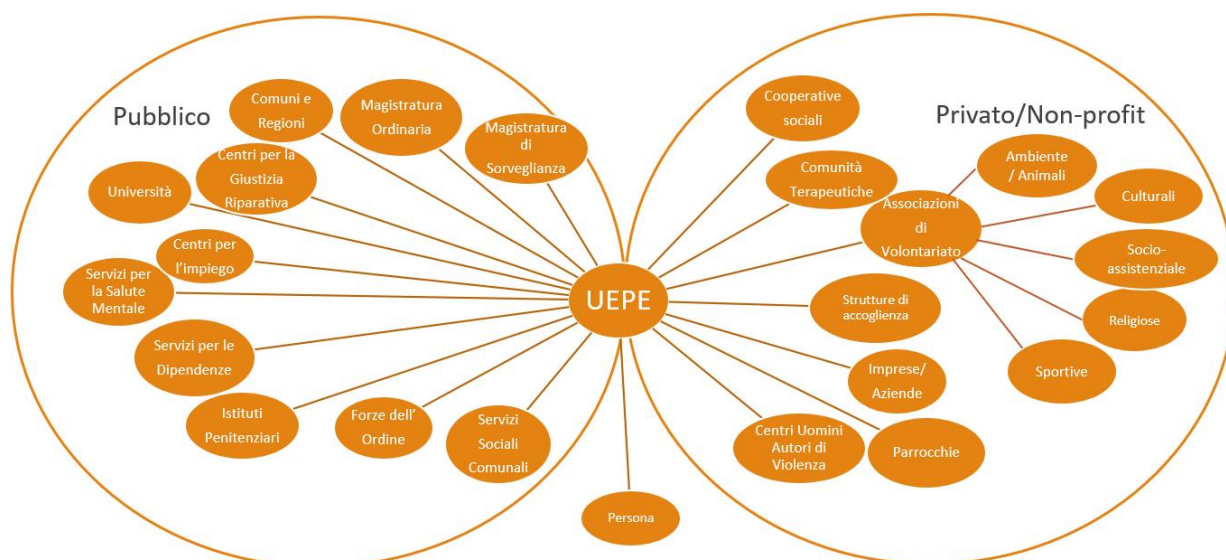 Pubblico
Comuni e
Regioni
Magistratura
Ordinaria
Magistratura
di
Sorveglianza
Centri per la
Giustizia
Riparativa
Università
Centri per
l'impiego
Servizi per
la Salute
Mentale
Servizi per le
Dipendenze
Istituti
Penitenziari
Forze dell'
Ordine
Servizi
Sociali
Comunali
UEPE
Persona
Privato/Non-profit
Cooperative
sociali
Comunità
Terapeutiche
Associazioni
di
Volontariato
Ambiente
/ Animali
Culturali
Socio-
assistenziale
Religiose
Sportive
Strutture di
accoglienza
Imprese/
Aziende
Parrocchie
Centri Uomini
Autori di
Violenza